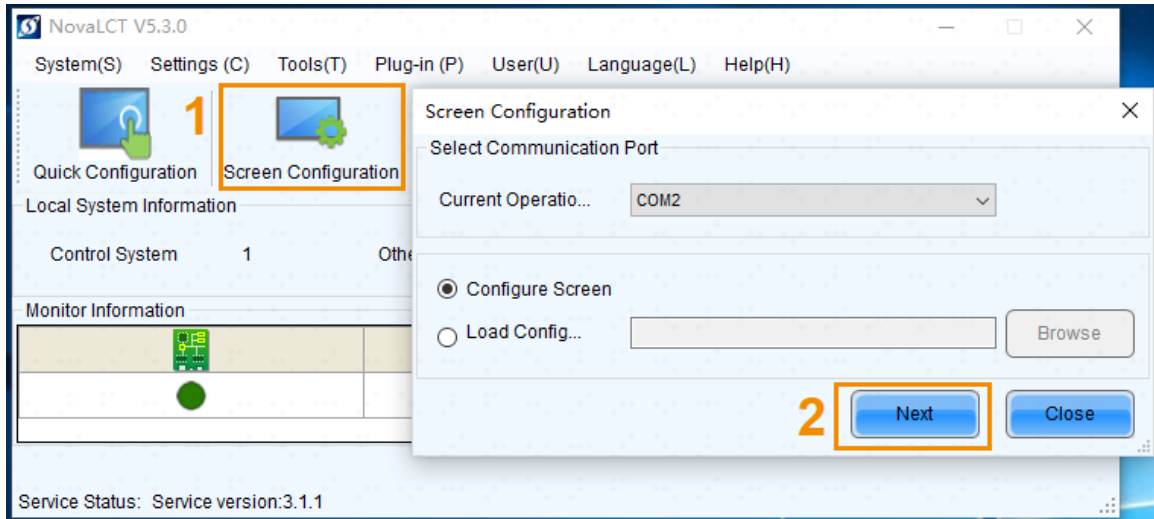 NovaLCT V5.3.0
System(S) Settings (C) Tools(T) Plug-in (P) User(U) Language(L) Help(H)
1
Quick Configuration
Screen Configuration
Local System Information
Control System 1 Othe
Monitor Information
Service Status: Service version:3.1.1
Screen Configuration
Select Communication Port
Current Operatio... COM2
Configure Screen
Load Config... Browse
2 Next Close